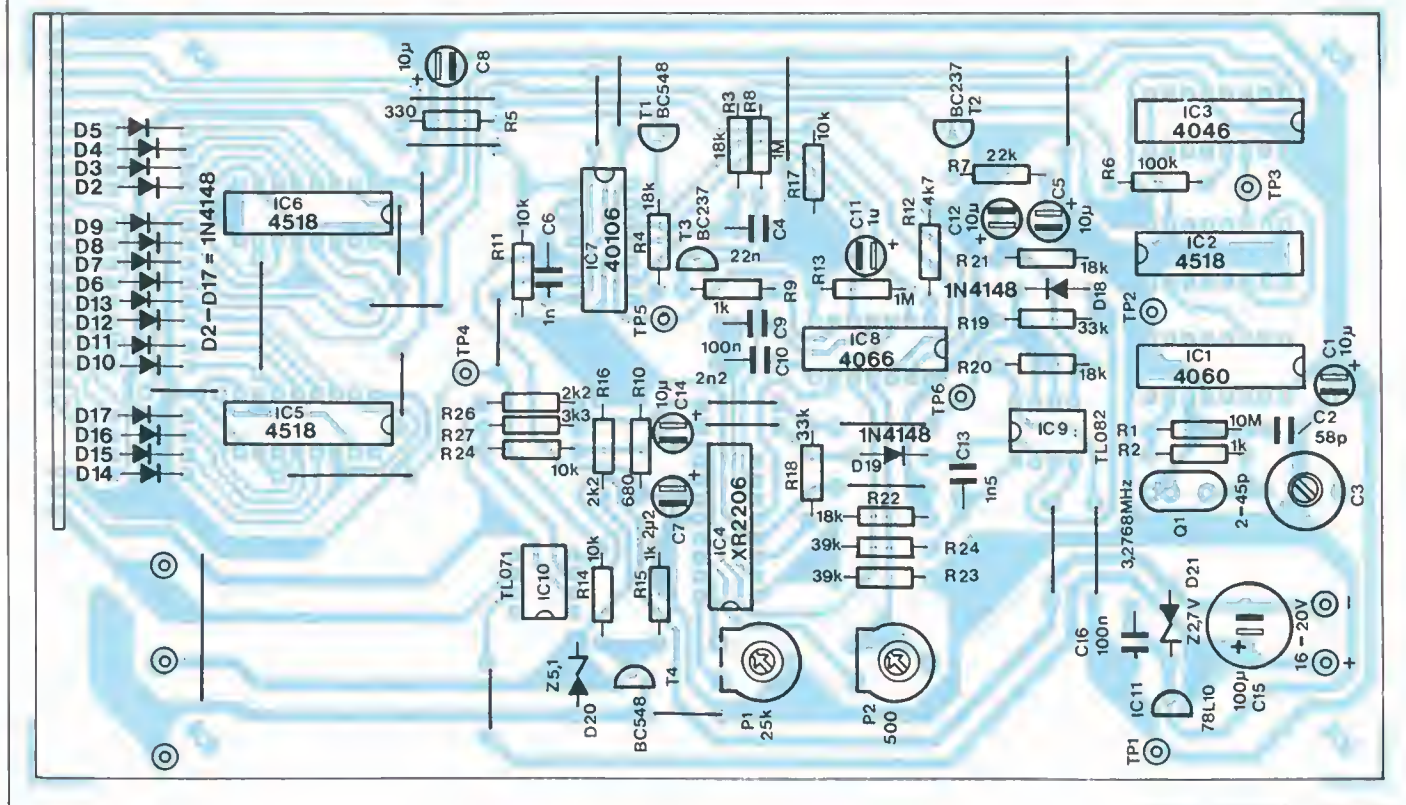 10µ
+
C8
330
R5
T1
BC548
R3
R8
18k
1M
R17
10k
BC237
T2
IC3
4046
R7
22k
R6
100k
TP3
D5
D4
D3
D2
D9
D8
D7
D6
D13
D12
D11
D10
D17
D16
D15
D14
D2–D17 = 1N4148
IC6
4518
IC5
4518
TP4
R11
10k
C6
1n
IC7
40106
R4
18k
T3
BC237
C4
22n
TP5
1k
R9
C9
100n
C10
2n2
C11
1u
+
R13
1M
R12
4k7
C12
10µ
+
C5
+
10µ
R21
18k
1N4148
D18
R19
33k
R20
18k
IC2
4518
TP2
IC1
4060
C1
10µ
+
IC8
4066
TP6
R26
2k2
R27
3k3
R24
10k
R16
2k2
R10
680
10µ
C14
+
+
2µ2
C7
IC4
XR2206
R18
33k
1N4148
D19
C13
1n5
IC9
TL082
R1
10M
R2
1k
C2
58p
3,2768MHz
Q1
2–45p
C3
R22
18k
39k
R24
39k
R23
TL071
IC10
R14
10k
R15
1k
Z5,1
D20
BC548
T4
P1
25k
P2
500
C16
100n
D21
Z2,7V
IC11
78L10
100µ
C15
+
16–20V
–
+
TP1